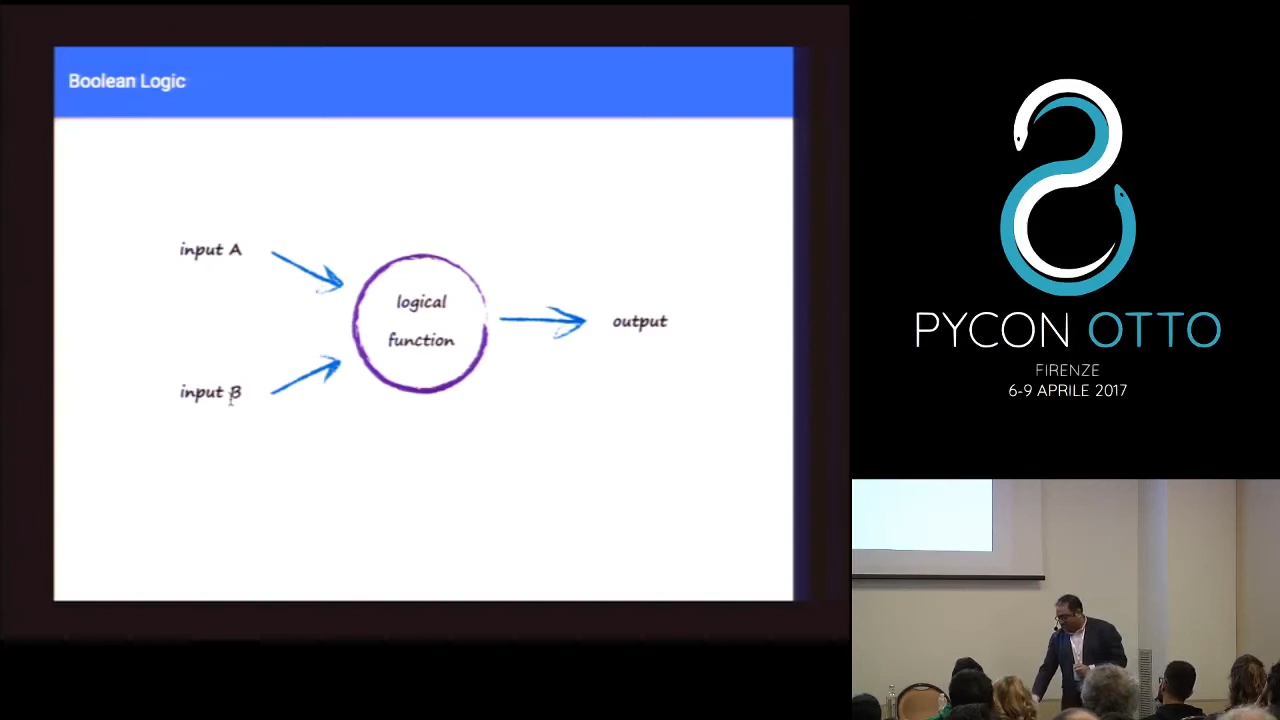 Boolean Logic
input A
logical
function
output
input B
PYCON OTTO
FIRENZE
6-9 APRILE 2017